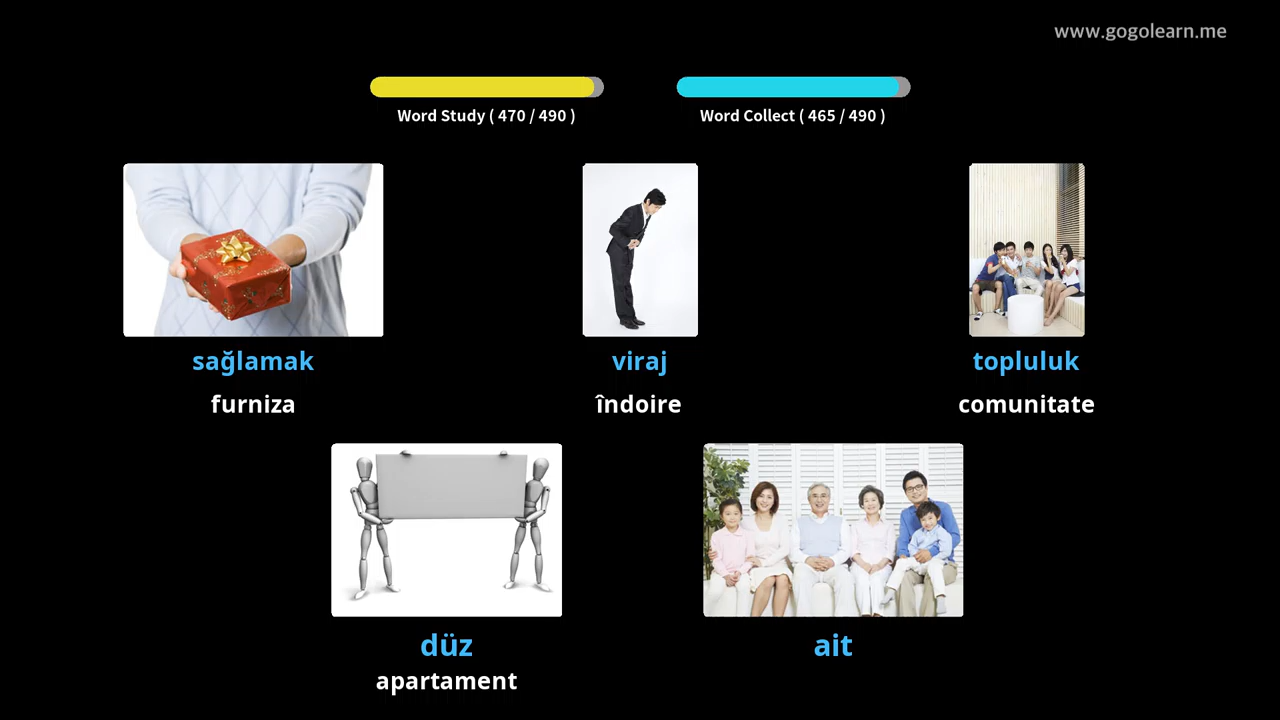 www.gogolearn.me
Word Study ( 470 / 490 )
Word Collect ( 465 / 490 )
sağlamak
viraj
topluluk
furniza
îndoire
comunitate
düz
ait
apartament